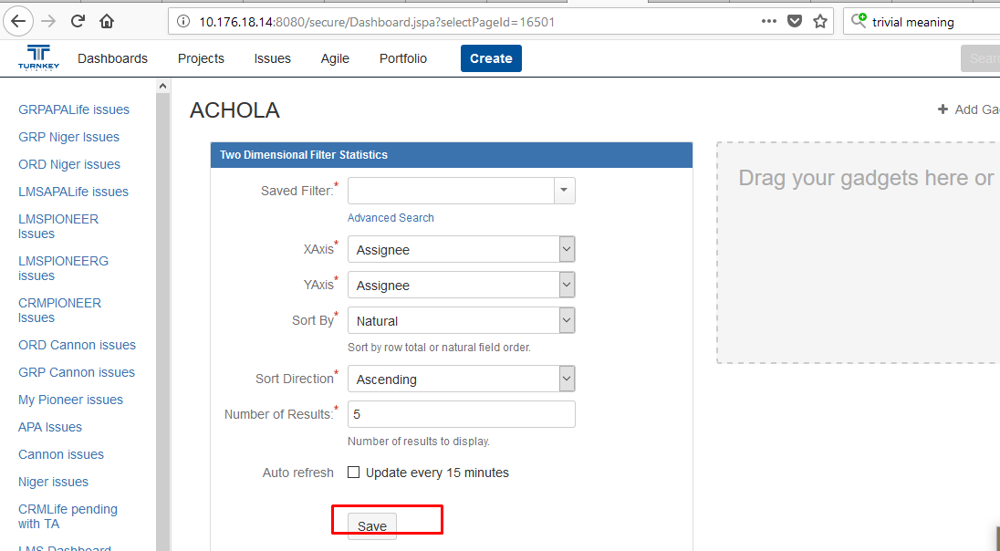 10.176.18.14:8080/secure/Dashboard.jspa?selectPageId=16501
trivial meaning
TURNKEY
Dashboards Projects Issues Agile Portfolio Create Sear
GRPAPALife issues
GRP Niger Issues
ORD Niger issues
LMSAPALife issues
LMSPIONEER
Issues
LMSPIONEERG
issues
CRMPIONEER
Issues
ORD Cannon issues
GRP Cannon issues
My Pioneer issues
APA Issues
Cannon issues
Niger issues
CRMLife pending
with TA
LMS Dashboard
ACHOLA
+ Add Ga
Two Dimensional Filter Statistics
Saved Filter:*
Advanced Search
XAxis* Assignee
YAxis* Assignee
Sort By* Natural
Sort by row total or natural field order.
Sort Direction* Ascending
Number of Results:* 5
Number of results to display.
Auto refresh Update every 15 minutes
Save
Drag your gadgets here or